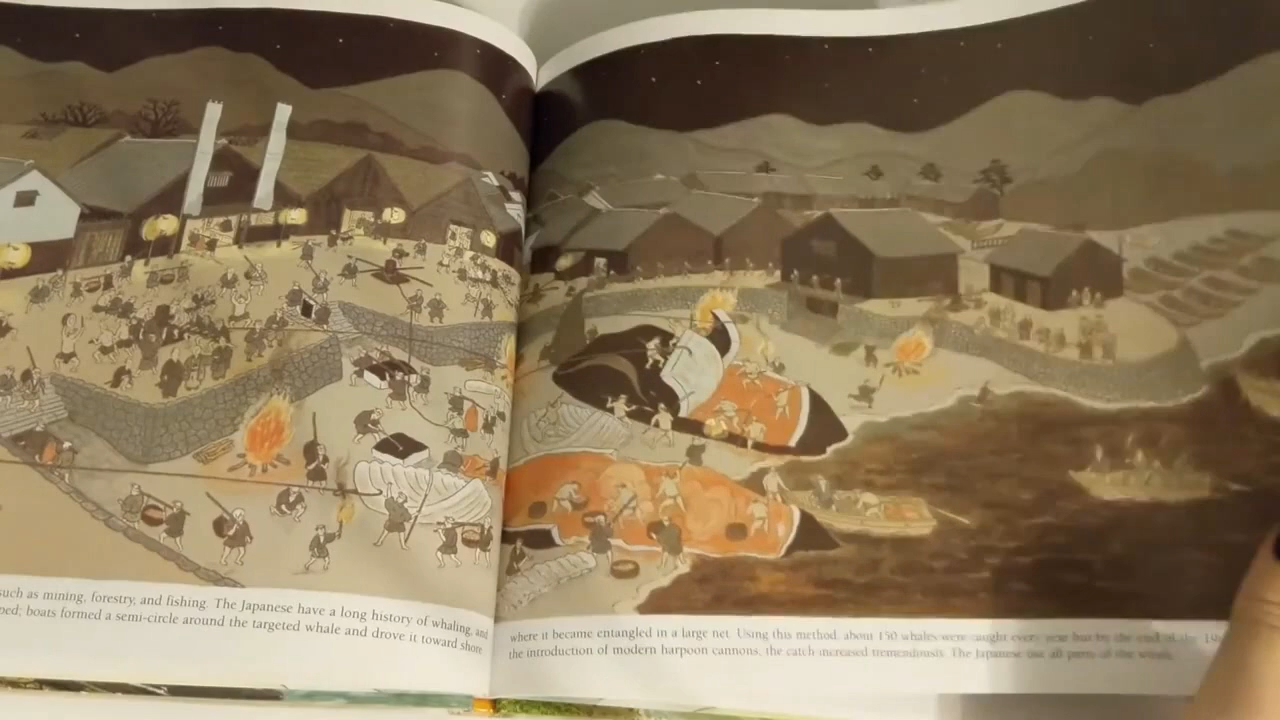 such as mining, forestry, and fishing. The Japanese have a long history of whaling, and
ped; boats formed a semi-circle around the targeted whale and drove it toward shore
where it became entangled in a large net. Using this method, about 150 whales were caught every year but by the end of the
the introduction of modern harpoon cannons, the catch increased tremendously. The Japanese use all parts of the whale.